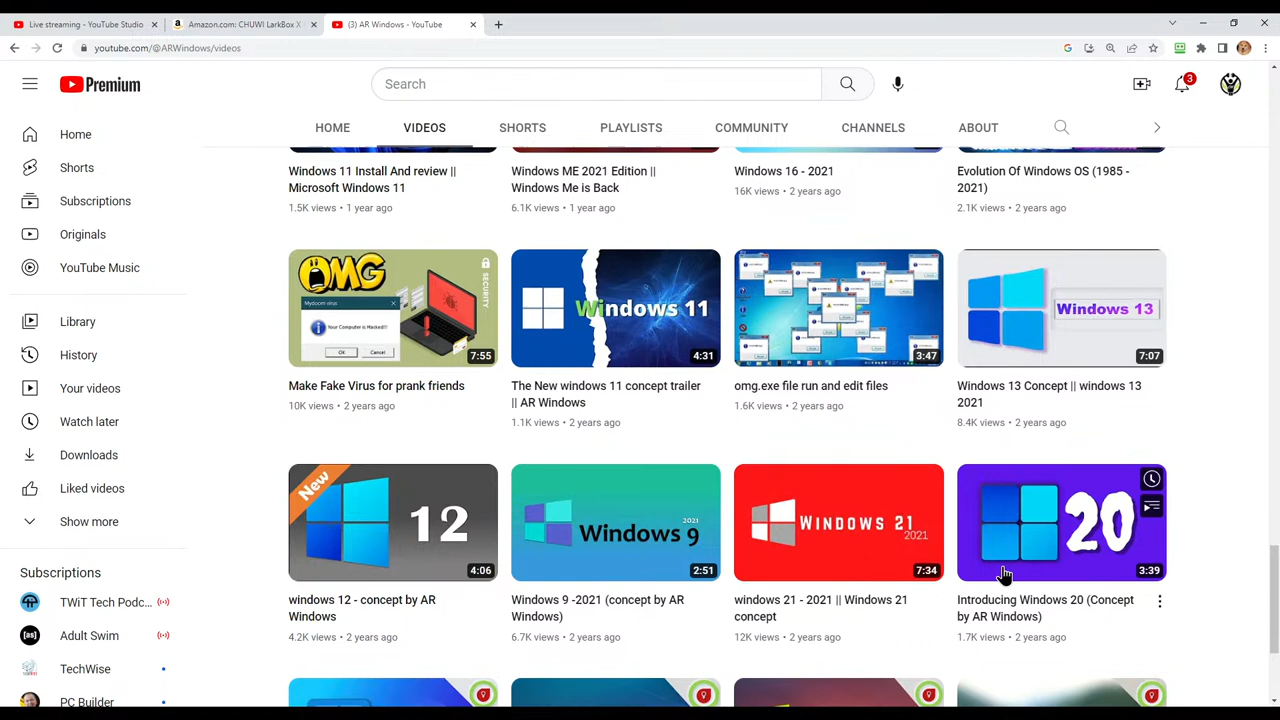 Live streaming - YouTube Studio
Amazon.com: CHUWI LarkBox X
(3) AR Windows - YouTube
youtube.com/@ARWindows/videos
Premium
Search
3
HOME
VIDEOS
SHORTS
PLAYLISTS
COMMUNITY
CHANNELS
ABOUT
Home
Shorts
Subscriptions
Originals
YouTube Music
Library
History
Your videos
Watch later
Downloads
Liked videos
Show more
Subscriptions
TWiT Tech Podc...
Adult Swim
TechWise
PC Builder
Windows 11 Install And review ||
Microsoft Windows 11
1.5K views • 1 year ago
Windows ME 2021 Edition ||
Windows Me is Back
6.1K views • 1 year ago
Windows 16 - 2021
16K views • 2 years ago
Evolution Of Windows OS (1985 -
2021)
2.1K views • 2 years ago
OMG
SECURITY
Mydoom virus
Your Computer is Hacked!!!
OK
Cancel
7:55
Make Fake Virus for prank friends
10K views • 2 years ago
Windows 11
4:31
The New windows 11 concept trailer
|| AR Windows
1.1K views • 2 years ago
3:47
omg.exe file run and edit files
1.6K views • 2 years ago
Windows 13
7:07
Windows 13 Concept || windows 13
2021
8.4K views • 2 years ago
New
12
4:06
windows 12 - concept by AR
Windows
4.2K views • 2 years ago
2021
Windows 9
2:51
Windows 9 -2021 (concept by AR
Windows)
6.7K views • 2 years ago
Windows 21
2021
7:34
windows 21 - 2021 || Windows 21
concept
12K views • 2 years ago
20
3:39
Introducing Windows 20 (Concept
by AR Windows)
1.7K views • 2 years ago